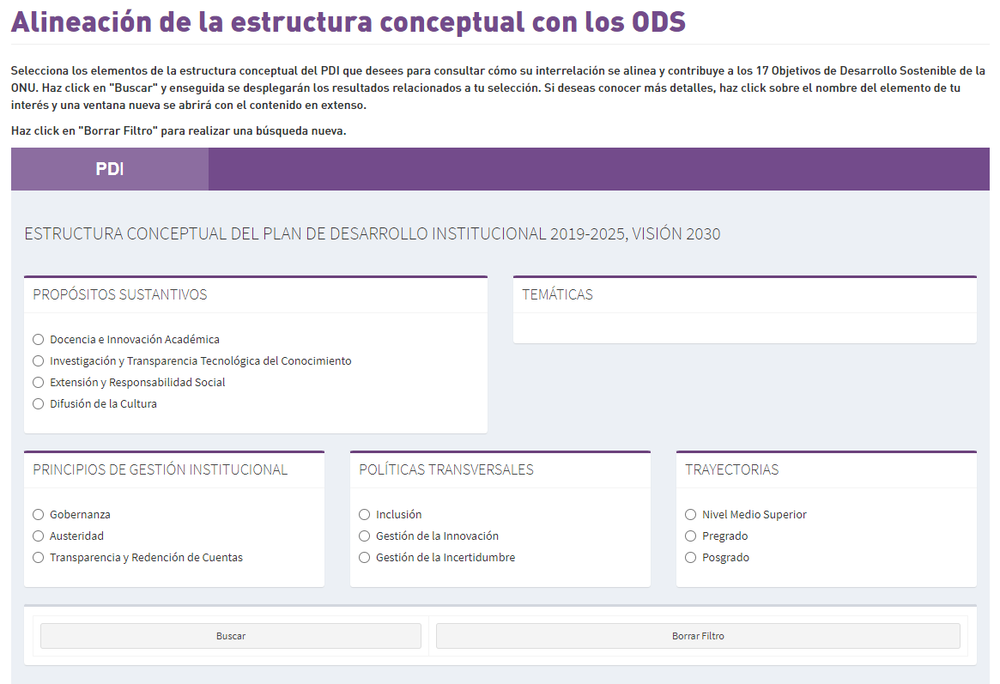 Alineación de la estructura conceptual con los ODS
Selecciona los elementos de la estructura conceptual del PDI que desees para consultar cómo su interrelación se alinea y contribuye a los 17 Objetivos de Desarrollo Sostenible de la
ONU. Haz click en "Buscar" y enseguida se desplegarán los resultados relacionados a tu selección. Si deseas conocer más detalles, haz click sobre el nombre del elemento de tu
interés y una ventana nueva se abrirá con el contenido en extenso.
Haz click en "Borrar Filtro" para realizar una búsqueda nueva.
PDI
ESTRUCTURA CONCEPTUAL DEL PLAN DE DESARROLLO INSTITUCIONAL 2019-2025, VISIÓN 2030
PROPÓSITOS SUSTANTIVOS
Docencia e Innovación Académica
Investigación y Transparencia Tecnológica del Conocimiento
Extensión y Responsabilidad Social
Difusión de la Cultura
TEMÁTICAS
PRINCIPIOS DE GESTIÓN INSTITUCIONAL
Gobernanza
Austeridad
Transparencia y Redención de Cuentas
POLÍTICAS TRANSVERSALES
Inclusión
Gestión de la Innovación
Gestión de la Incertidumbre
TRAYECTORIAS
Nivel Medio Superior
Pregrado
Posgrado
Buscar
Borrar Filtro